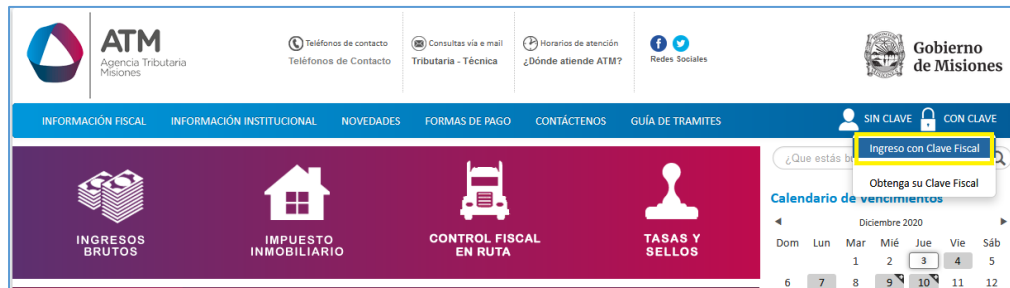 ATM
Agencia Tributaria
Misiones
Teléfonos de contacto
Teléfonos de Contacto
Consultas vía e mail
Tributaria - Técnica
Horarios de atención
¿Dónde atiende ATM?
Redes Sociales
Gobierno
de Misiones
INFORMACIÓN FISCAL INFORMACIÓN INSTITUCIONAL NOVEDADES FORMAS DE PAGO CONTÁCTENOS GUÍA DE TRAMITES SIN CLAVE CON CLAVE
Ingreso con Clave Fiscal
Obtenga su Clave Fiscal
¿Que estás b
INGRESOS
BRUTOS
IMPUESTO
INMOBILIARIO
CONTROL FISCAL
EN RUTA
TASAS Y
SELLOS
Calendario de Vencimientos
Diciembre 2020
Dom Lun Mar Mié Jue Vie Sáb
1 2 3 4 5
6 7 8 9 10 11 12